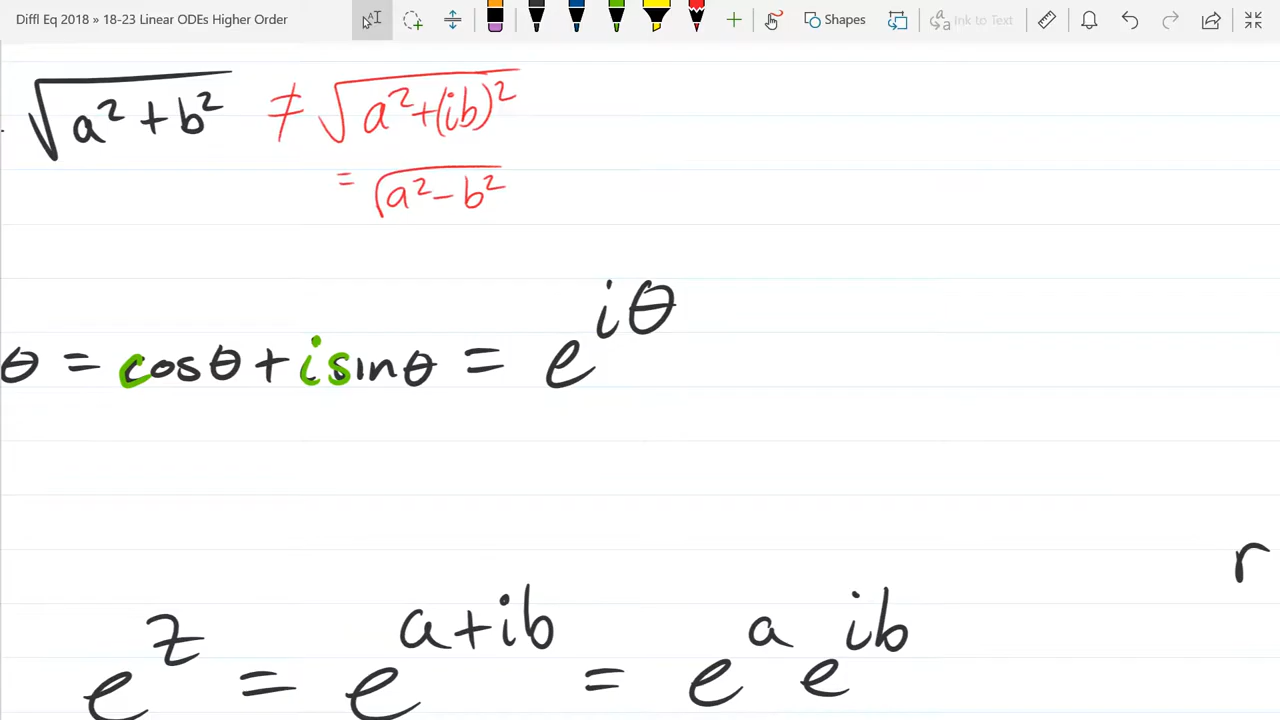 Diffl Eq 2018 » 18-23 Linear ODEs Higher Order Shapes Ink to Text
√(a² + b²) ≠ √(a² + (ib)²)
= √(a² − b²)
θ = cosθ + isinθ = e^(iθ)
r
e^z = e^(a+ib) = e^a e^(ib)